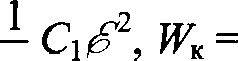 1/ C₁ℰ², Wк =